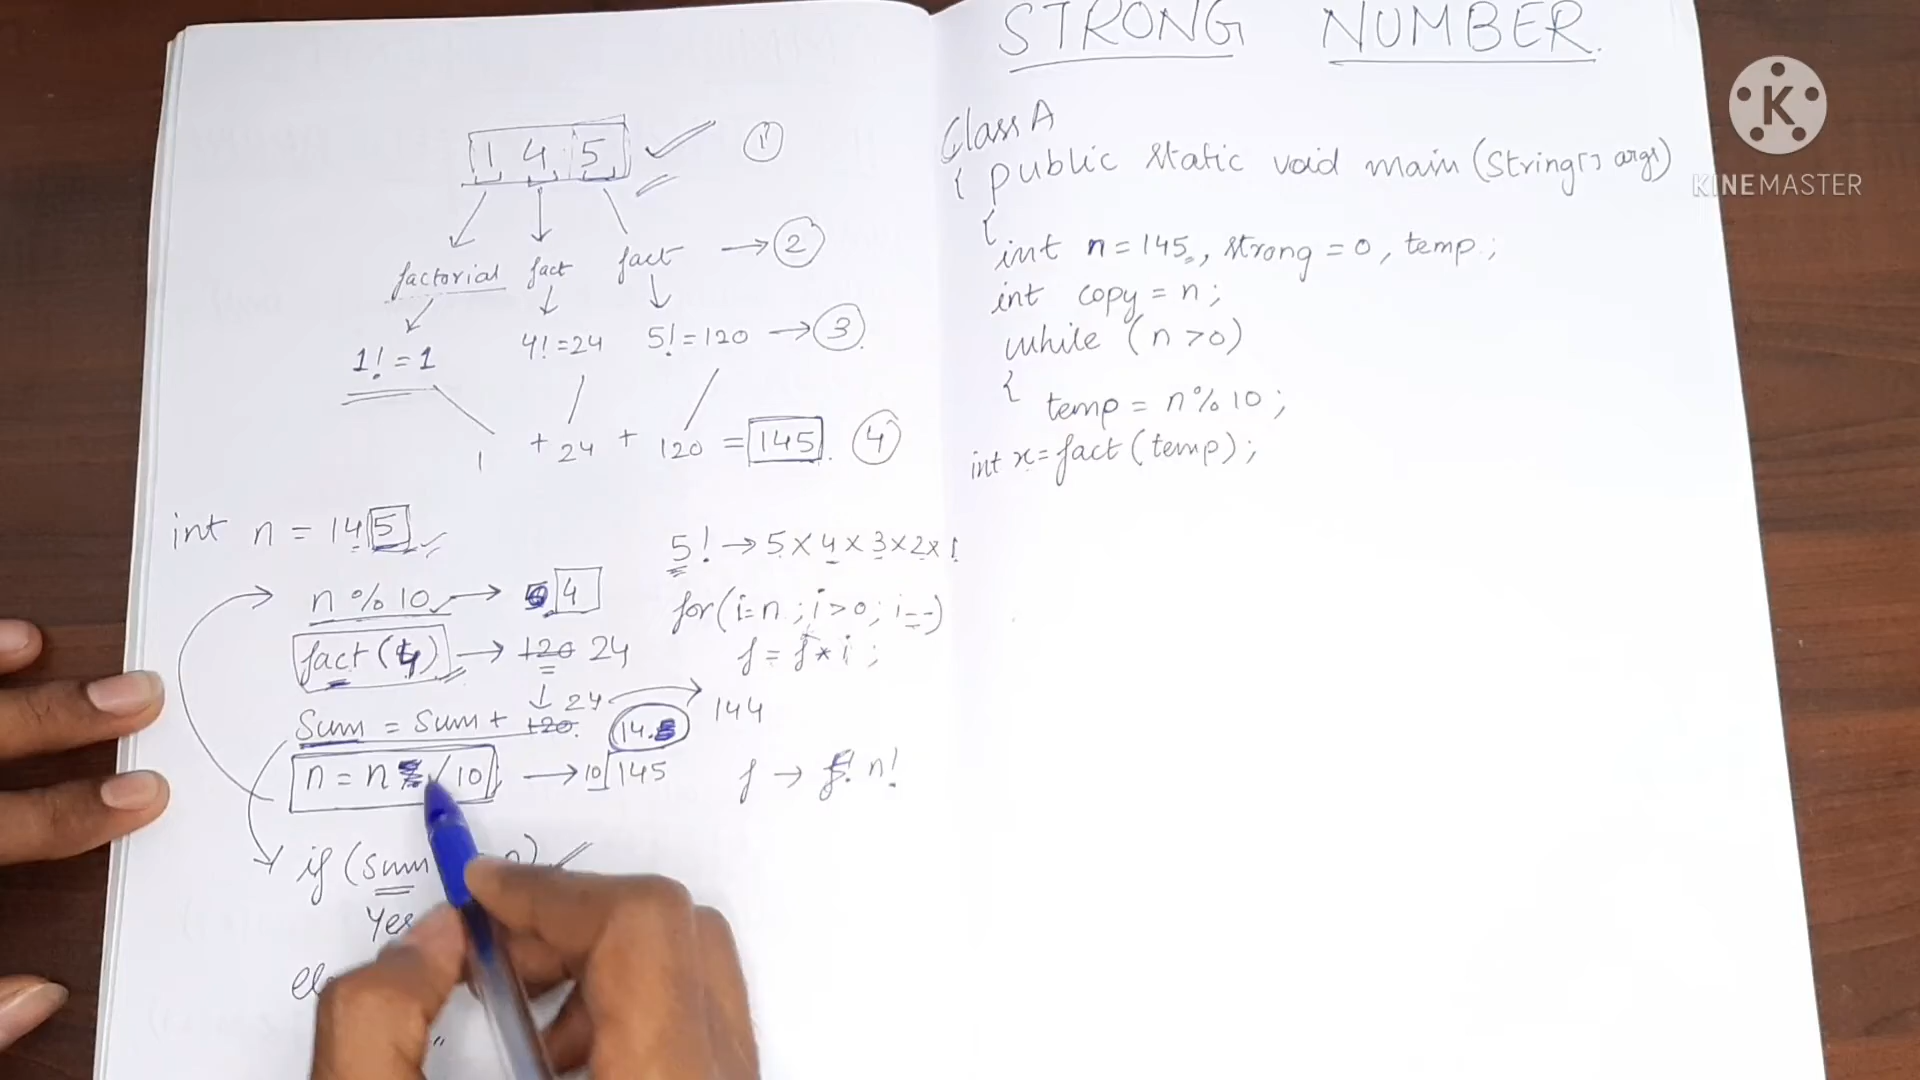 STRONG NUMBER.
1 4 5 ①
factorial fact fact → ②
1! = 1 4! = 24 5! = 120 → ③
1 + 24 + 120 = 145. ④
int n = 145
n % 10 → 4
fact(4) → 120 24
24
Sum = Sum + 120. 14
n = n / 10 → 10 145
if (Sum
Yes
5! → 5 × 4 × 3 × 2 × 1
for (i=n ; i>0 ; i--)
f = f * i ;
144
f → n!
Class A
{ public static void main (String[] args)
{
int n = 145, strong = 0, temp;
int copy = n;
while (n > 0)
{
temp = n % 10;
int x = fact (temp);
K
KINEMASTER